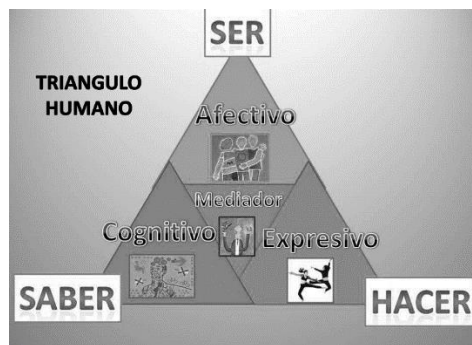 SER
TRIANGULO
HUMANO
Afectivo
Mediador
Cognitivo
Expresivo
SABER
HACER